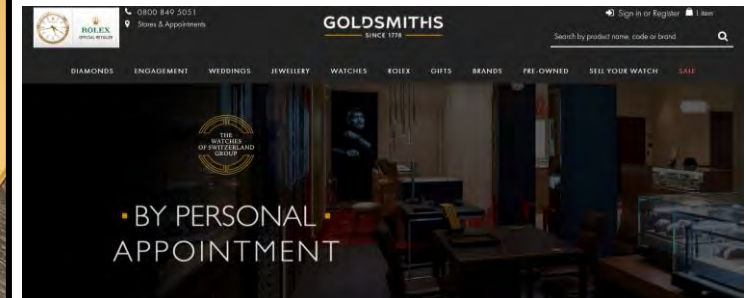 ROLEX
OFFICIAL RETAILER
0800 849 5051
Stores & Appointments
GOLDSMITHS
SINCE 1778
Sign in or Register
1 item
Search by product name, code or brand
DIAMONDS ENGAGEMENT WEDDINGS JEWELLERY WATCHES ROLEX GIFTS BRANDS PRE-OWNED SELL YOUR WATCH SALE
THE
WATCHES
OF SWITZERLAND
GROUP
BY PERSONAL
APPOINTMENT